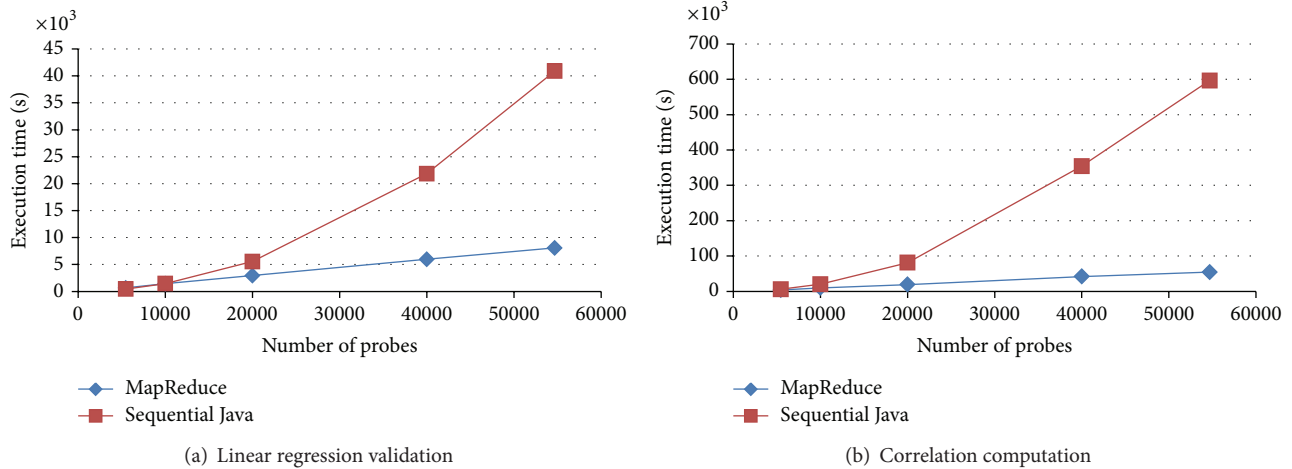 ×10³
45
40
35
30
25
20
15
10
5
0
Execution time (s)
0 10000 20000 30000 40000 50000 60000
Number of probes
MapReduce
Sequential Java
(a) Linear regression validation
×10³
700
600
500
400
300
200
100
0
Execution time (s)
0 10000 20000 30000 40000 50000 60000
Number of probes
MapReduce
Sequential Java
(b) Correlation computation